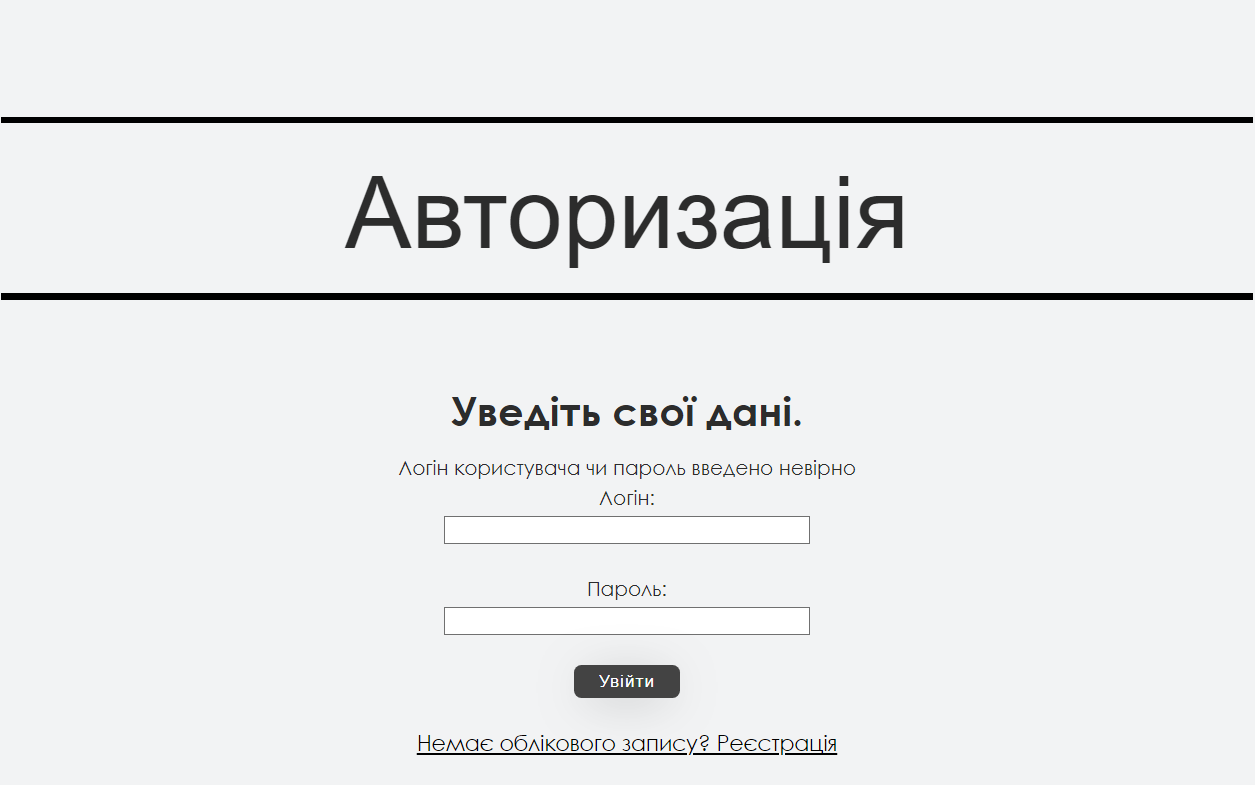 Авторизація
Уведіть свої дані.
Логін користувача чи пароль введено невірно
Логін:
Пароль:
Увійти
Немає облікового запису? Реєстрація